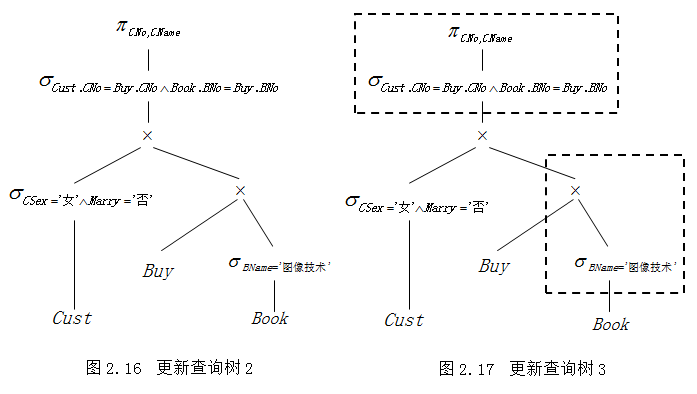 π CNo,CName
σ Cust.CNo=Buy.CNo∧Book.BNo=Buy.BNo
×
σ CSex='女'∧Marry='否'
×
Buy
σ BName='图像技术'
Cust
Book
图2.16 更新查询树2
π CNo,CName
σ Cust.CNo=Buy.CNo∧Book.BNo=Buy.BNo
×
σ CSex='女'∧Marry='否'
×
Buy
σ BName='图像技术'
Cust
Book
图2.17 更新查询树3